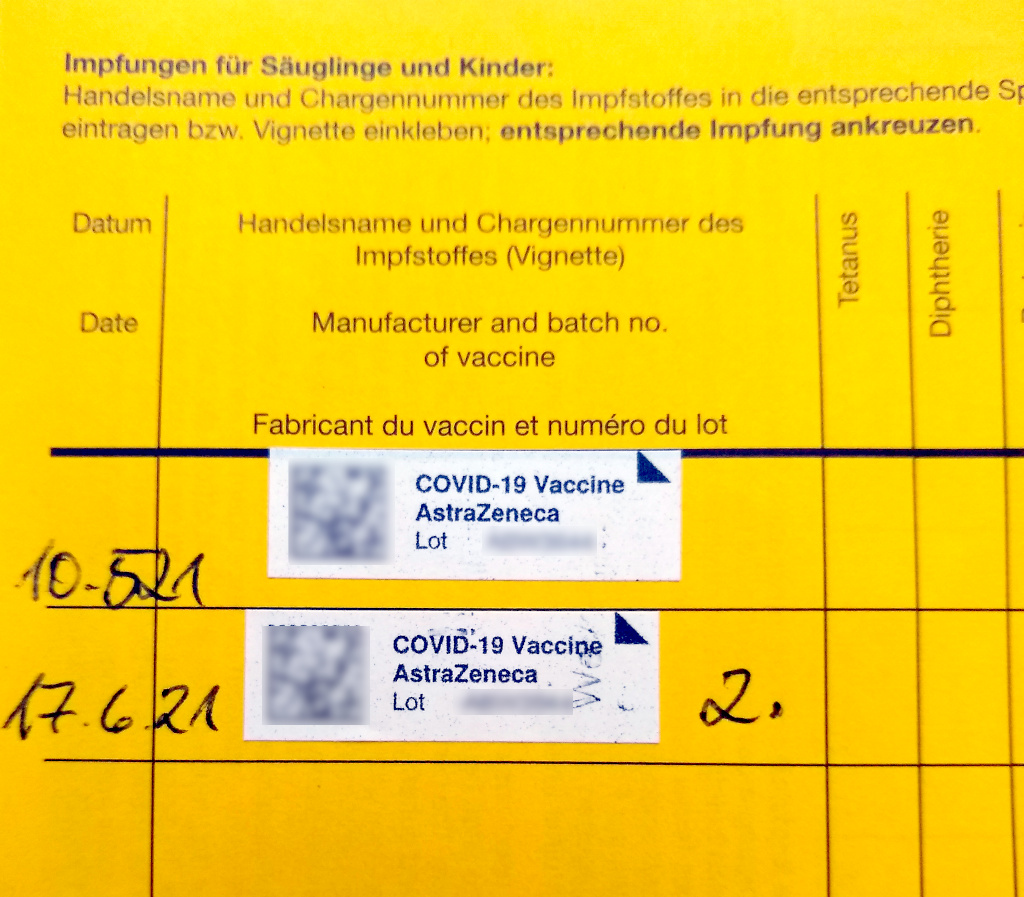 Impfungen für Säuglinge und Kinder:
Handelsname und Chargennummer des Impfstoffes in die entsprechende
eintragen bzw. Vignette einkleben; entsprechende Impfung ankreuzen.
Datum
Handelsname und Chargennummer des
Impfstoffes (Vignette)
Tetanus
Diphtherie
Date
Manufacturer and batch no.
of vaccine
Fabricant du vaccin et numéro du lot
COVID-19 Vaccine
AstraZeneca
Lot
10.521
COVID-19 Vaccine
AstraZeneca
Lot
17.6.21
2.